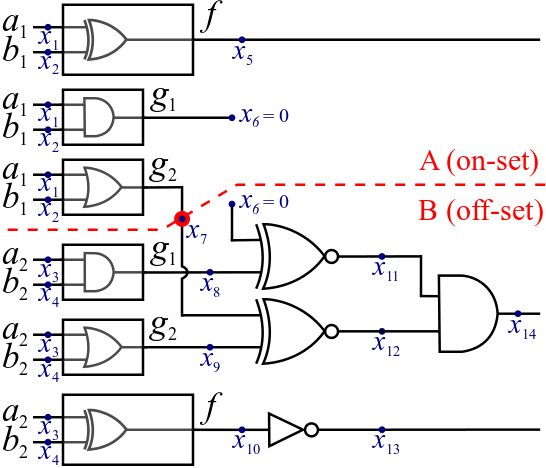 a₁ x₁ f
b₁ x₂ x₅
a₁ x₁ g₁
b₁ x₂ x₆ = 0
a₁ x₁ g₂
b₁ x₂
A (on-set)
x₆ = 0 B (off-set)
x₇
a₂ x₃ g₁
b₂ x₄ x₈ x₁₁
a₂ x₃ g₂ x₁₄
b₂ x₄ x₉ x₁₂
a₂ x₃ f
b₂ x₄ x₁₀ x₁₃